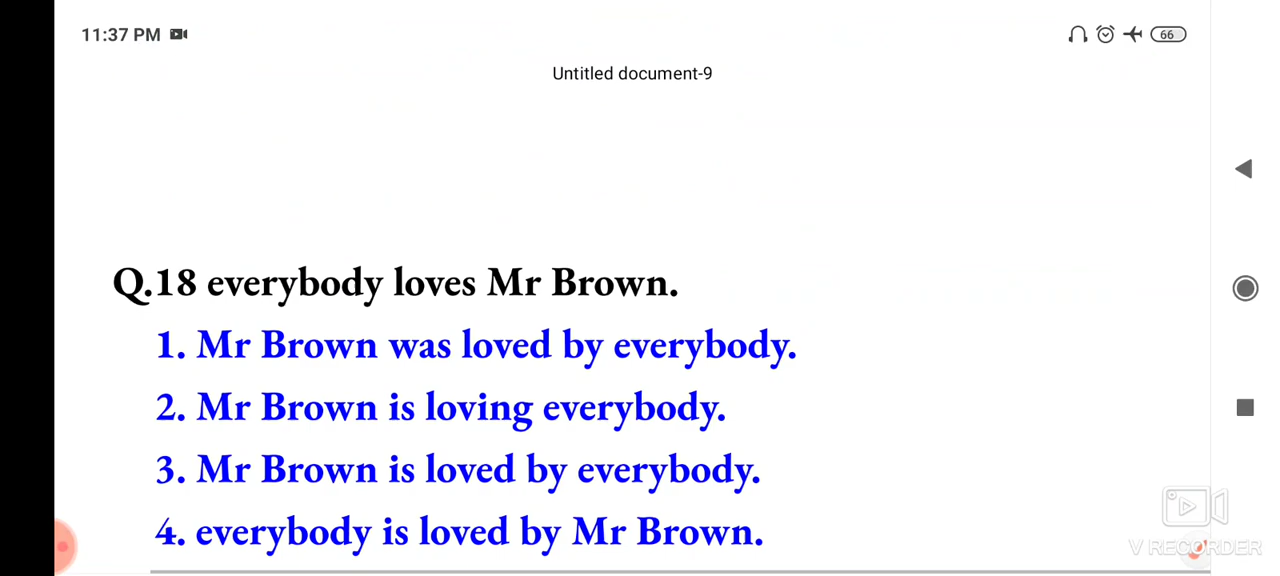 11:37 PM
66
Untitled document-9
Q.18 everybody loves Mr Brown.
1. Mr Brown was loved by everybody.
2. Mr Brown is loving everybody.
3. Mr Brown is loved by everybody.
4. everybody is loved by Mr Brown.
V RECORDER